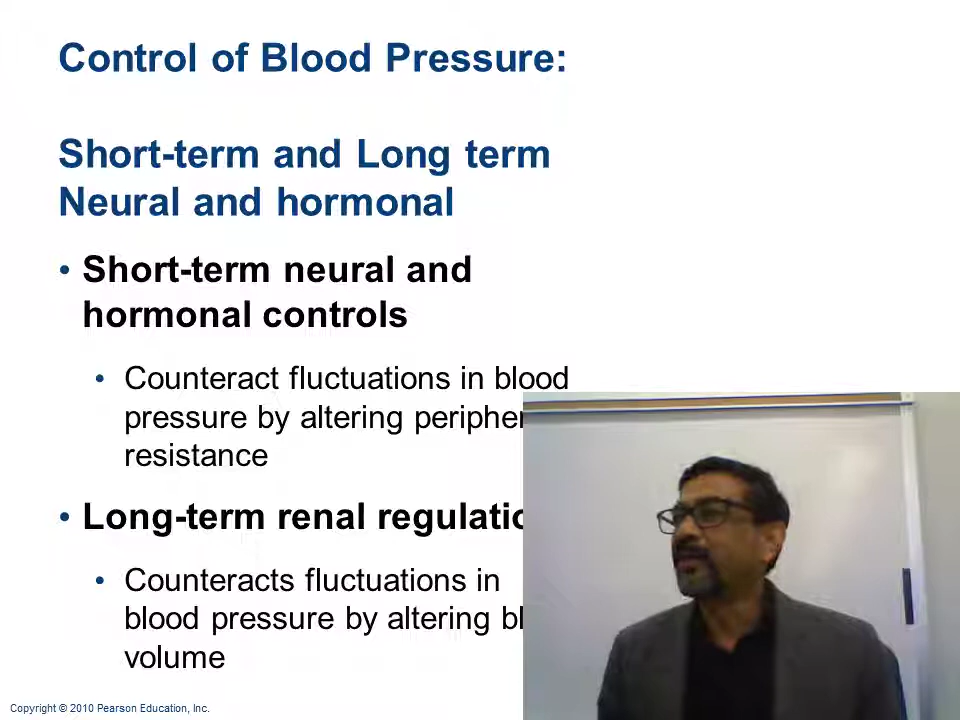 Control of Blood Pressure:
Short-term and Long term
Neural and hormonal
• Short-term neural and
hormonal controls
• Counteract fluctuations in blood
pressure by altering
resistance
• Long-term renal
• Counteracts fluctuations in
blood pressure by altering
volume
Copyright © 2010 Pearson Education, Inc.